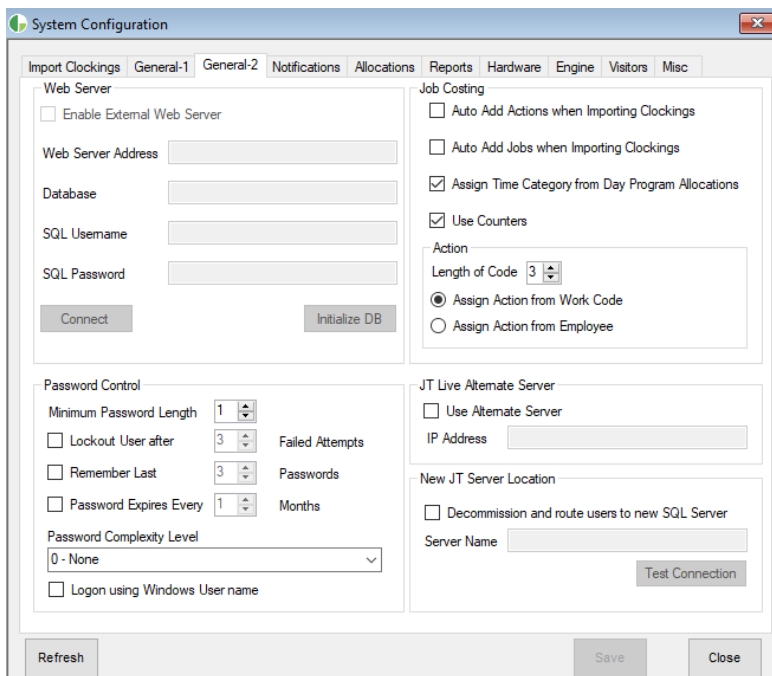 System Configuration
Import Clockings General-1 General-2 Notifications Allocations Reports Hardware Engine Visitors Misc
Web Server
Enable External Web Server
Web Server Address
Database
SQL Username
SQL Password
Connect Initialize DB
Job Costing
Auto Add Actions when Importing Clockings
Auto Add Jobs when Importing Clockings
Assign Time Category from Day Program Allocations
Use Counters
Action
Length of Code 3
Assign Action from Work Code
Assign Action from Employee
Password Control
Minimum Password Length 1
Lockout User after 3 Failed Attempts
Remember Last 3 Passwords
Password Expires Every 1 Months
Password Complexity Level
0 - None
Logon using Windows User name
JT Live Alternate Server
Use Alternate Server
IP Address
New JT Server Location
Decommission and route users to new SQL Server
Server Name
Test Connection
Refresh Save Close